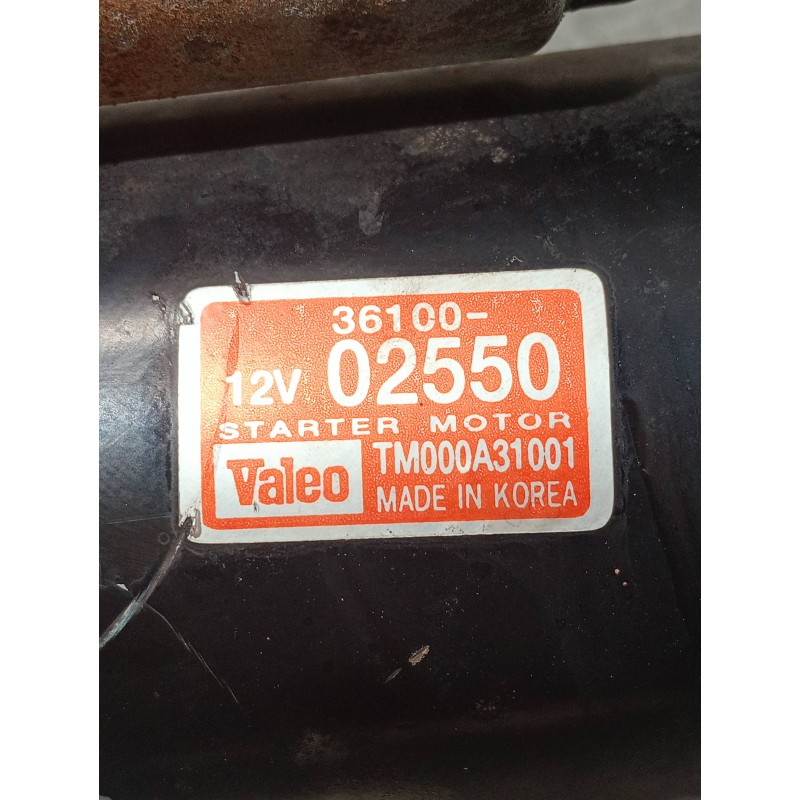 36100-
12V 02550
STARTER MOTOR
Valeo TM000A31001
MADE IN KOREA